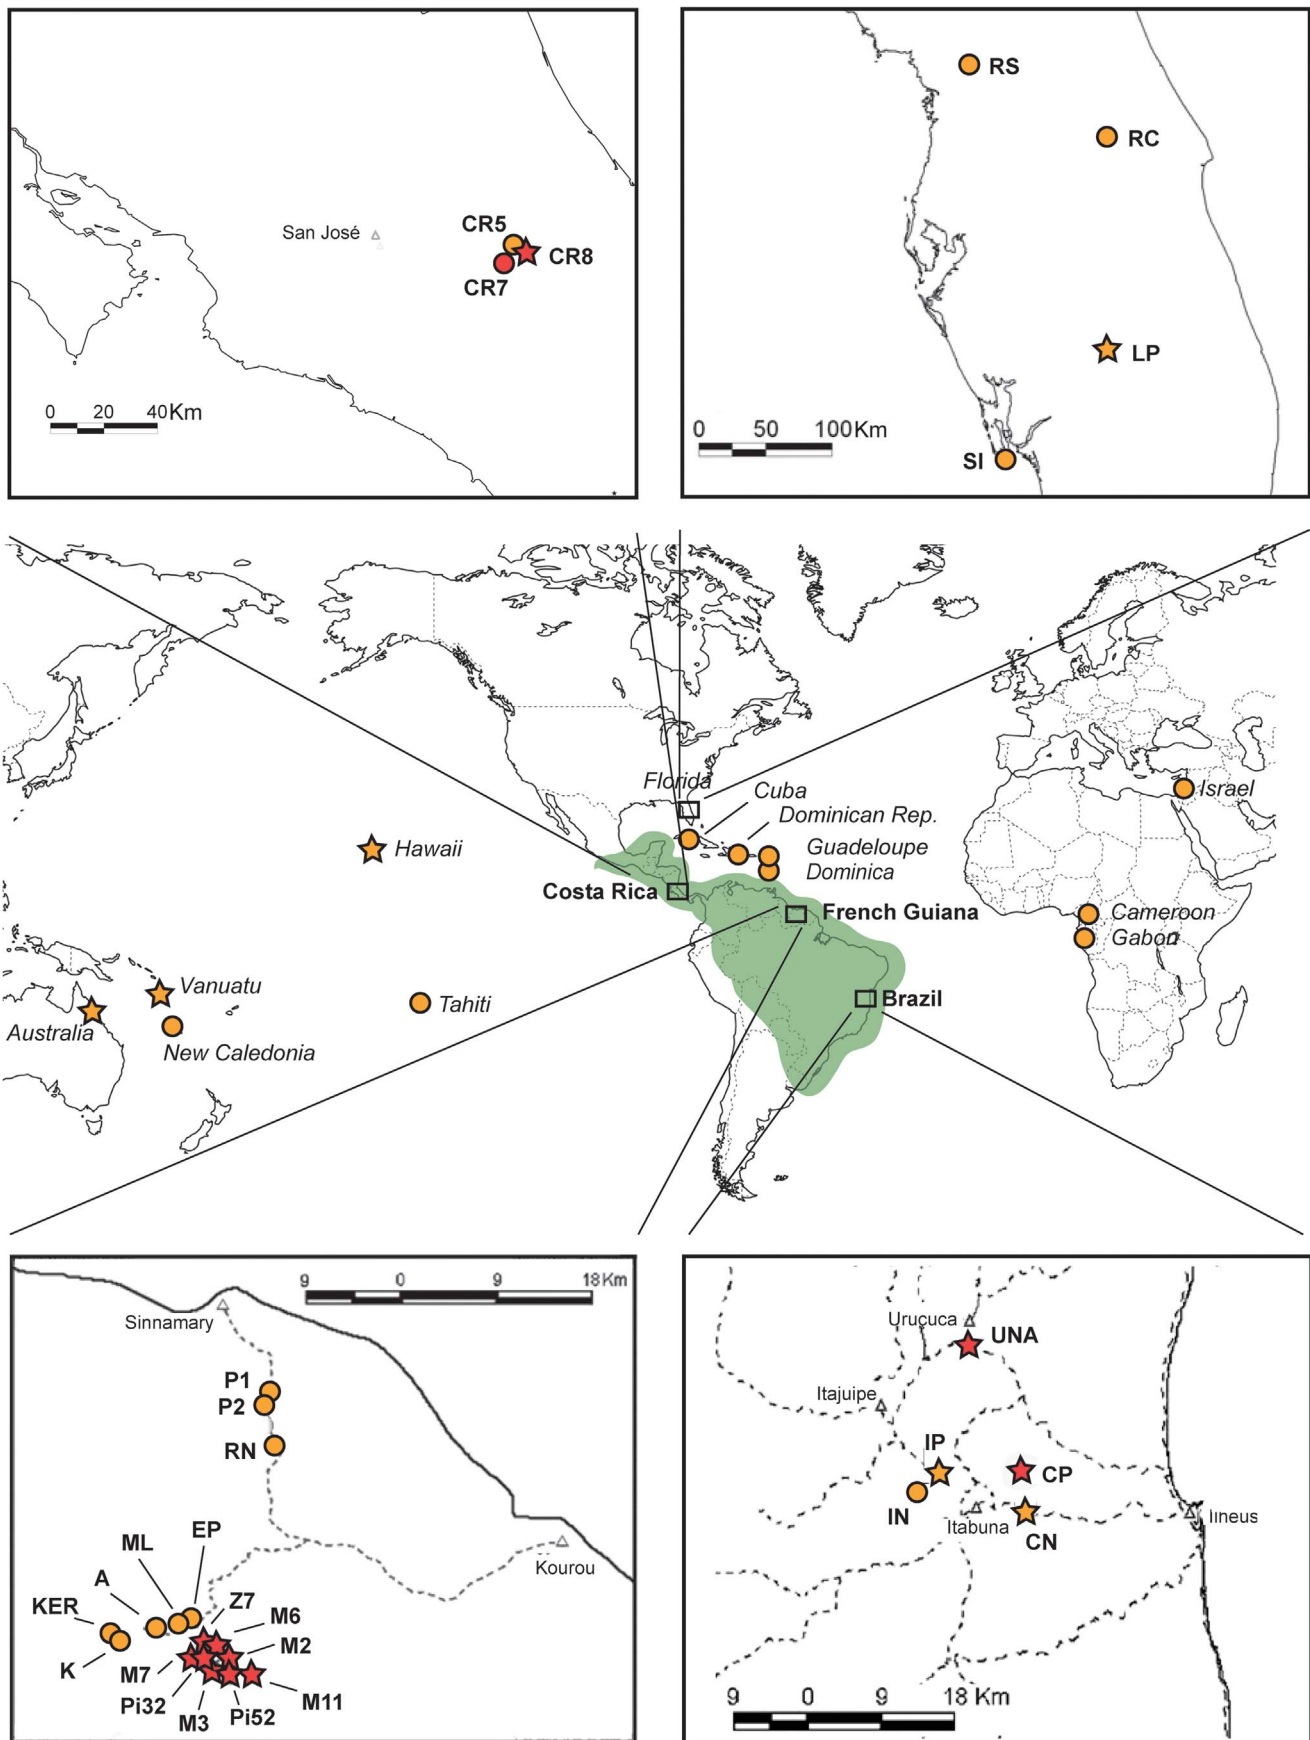 San José
CR5
CR8
CR7
0 20 40Km
RS
RC
LP
0 50 100Km
SI
Florida
Cuba
Dominican Rep.
Guadeloupe
Dominica
Israel
Hawaii
Costa Rica
French Guiana
Cameroon
Gabon
Vanuatu
Brazil
Tahiti
Australia
New Caledonia
9 0 9 18Km
Sinnamary
P1
P2
RN
EP
ML
A
Kourou
KER
Z7
M6
K
M7
M2
Pi32
M11
M3
Pi52
Urucuca
UNA
Itajuipe
IP
CP
IN
Itabuna
CN
Iineus
9 0 9 18 Km